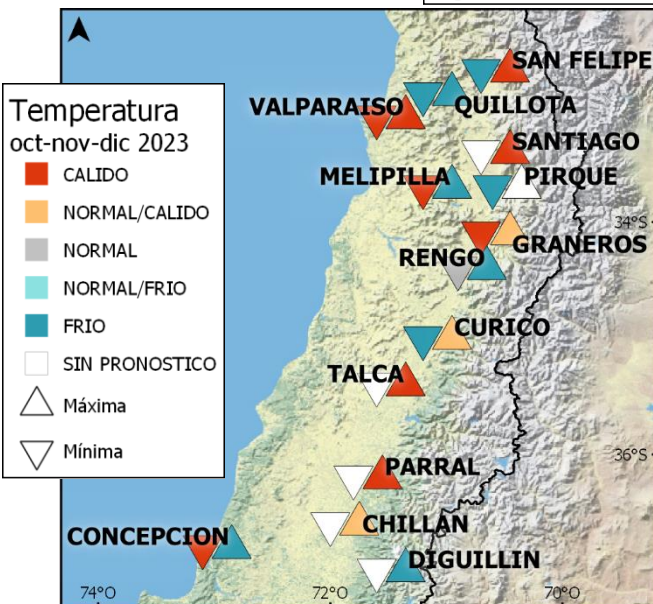 Temperatura
oct-nov-dic 2023
CALIDO
NORMAL/CALIDO
NORMAL
NORMAL/FRIO
FRIO
SIN PRONOSTICO
Máxima
Mínima
SAN FELIPE
VALPARAISO
QUILLOTA
SANTIAGO
MELIPILLA
PIRQUE
34°S
GRANEROS
RENGO
CURICO
TALCA
36°S
PARRAL
CHILLAN
CONCEPCION
DIGUILLIN
74°O
72°O
70°O